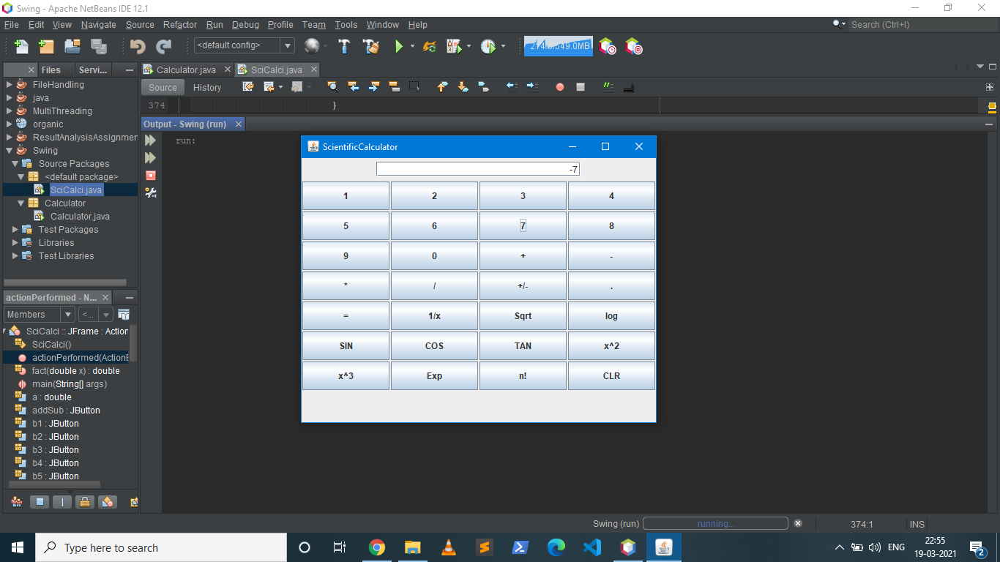 Swing - Apache NetBeans IDE 12.1
File Edit View Navigate Source Refactor Run Debug Profile Team Tools Window Help
Search (Ctrl+I)
<default config>
Files Servi...
Calculator.java SciCalci.java
Source History
374 }
FileHandling
java
MultiThreading
organic
ResultAnalysisAssignmen
Swing
Source Packages
<default package>
SciCalci.java
Calculator
Calculator.java
Test Packages
Libraries
Test Libraries
Output - Swing (run)
run:
ScientificCalculator
-7
1 2 3 4
5 6 7 8
9 0 + -
* / +/- .
= 1/x Sqrt log
SIN COS TAN x^2
x^3 Exp n! CLR
actionPerformed - N...
Members <...
SciCalci :: JFrame : Action
SciCalci()
actionPerformed(ActionE
fact(double x) : double
main(String[] args)
a : double
addSub : JButton
b1 : JButton
b2 : JButton
b3 : JButton
b4 : JButton
b5 : JButton
Swing (run) running... 374:1 INS
Type here to search
ENG
22:55
19-03-2021
2